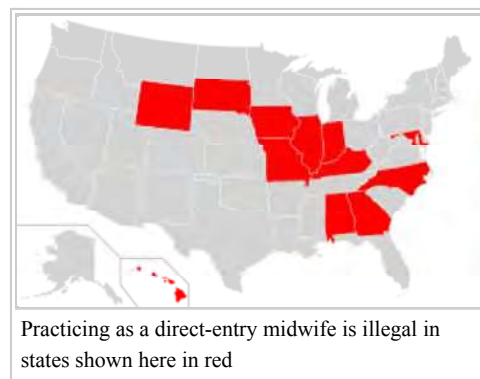 Practicing as a direct-entry midwife is illegal in
states shown here in red